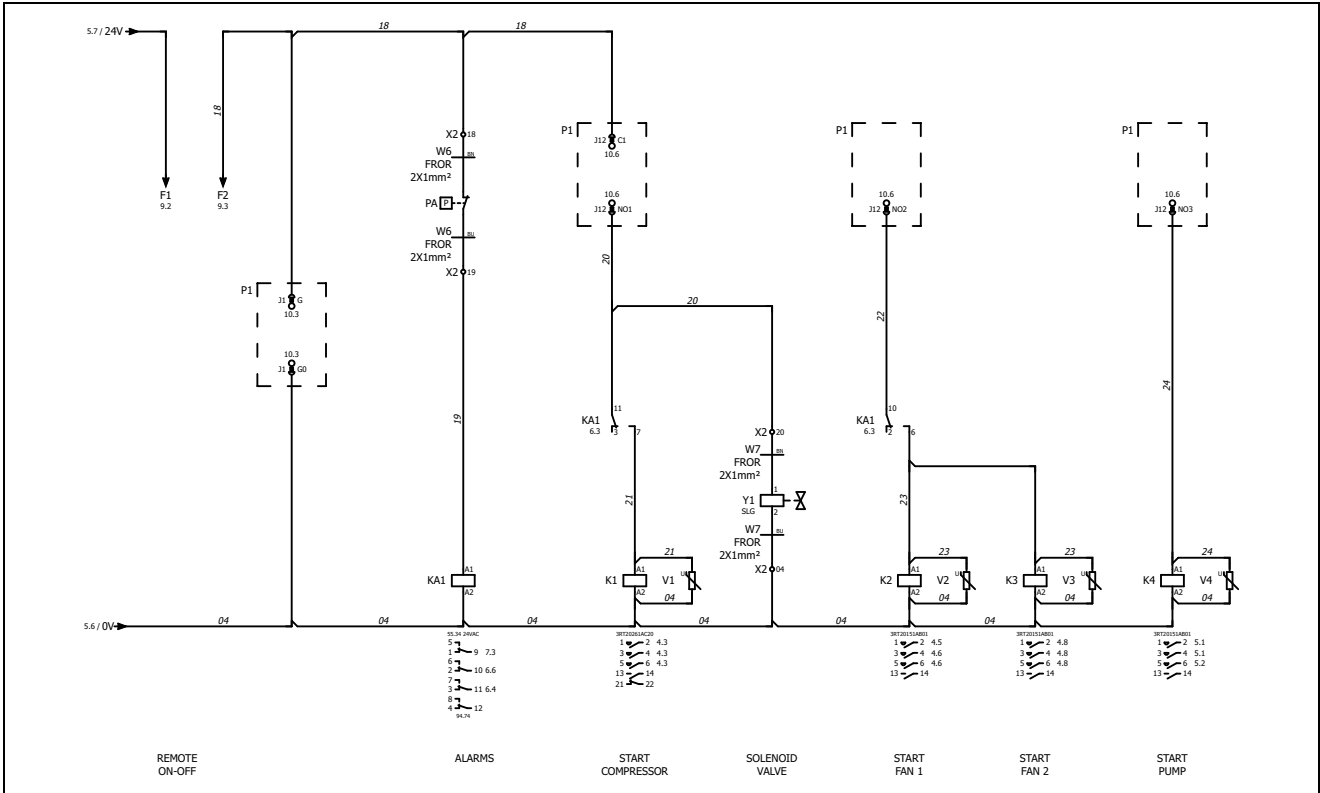 5.7 / 24V
18
18
18
F1
9.2
F2
9.3
X2 18
W6 BN
FROR
2X1mm²
PA P
W6 BU
FROR
2X1mm²
X2 19
P1
J12 C1
10.6
10.6
J12 NO1
P1
10.6
J12 NO2
P1
10.6
J12 NO3
P1
J1 G
10.3
10.3
J1 G0
20
20
22
24
19
KA1
6.3
11
3 7
KA1
6.3
10
2 6
X2 20
W7 BN
FROR
2X1mm²
Y1
SLG
1
2
W7 BU
FROR
2X1mm²
X2 04
21
23
21
23
23
24
KA1
A1
A2
K1
A1
A2
V1
U
04
K2
A1
A2
V2
U
04
K3
A1
A2
V3
U
04
K4
A1
A2
V4
U
04
5.6 / 0V
04
04
04
04
04
04
55.34 24VAC
5
1 9 7.3
6
2 10 6.6
7
3 11 6.4
8
4 12
94.74
3RT20261AC20
1 2 4.3
3 4 4.3
5 6 4.3
13 14
21 22
3RT20151AB01
1 2 4.5
3 4 4.6
5 6 4.6
13 14
3RT20151AB01
1 2 4.8
3 4 4.8
5 6 4.8
13 14
3RT20151AB01
1 2 5.1
3 4 5.1
5 6 5.2
13 14
REMOTE
ON-OFF
ALARMS
START
COMPRESSOR
SOLENOID
VALVE
START
FAN 1
START
FAN 2
START
PUMP